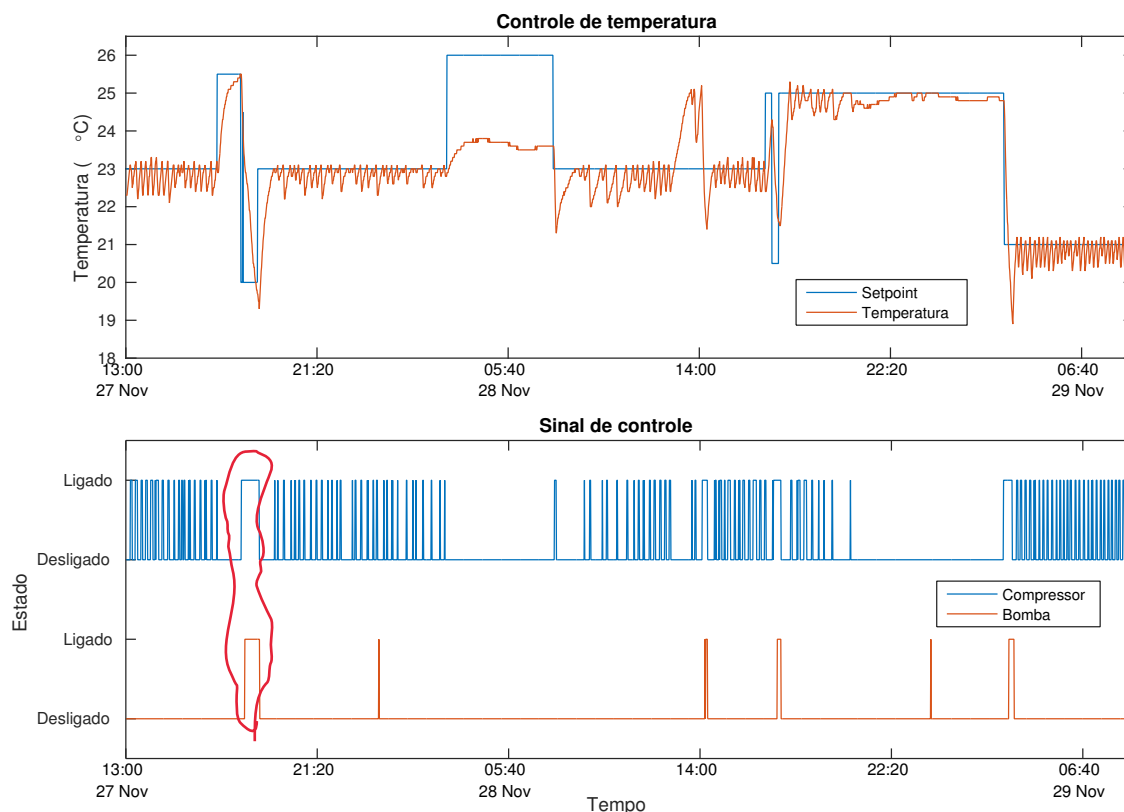 Controle de temperatura
Temperatura ( °C)
26
25
24
23
22
21
20
19
18
Setpoint
Temperatura
13:00
21:20
05:40
14:00
22:20
06:40
27 Nov
28 Nov
29 Nov
Sinal de controle
Estado
Ligado
Desligado
Ligado
Desligado
Compressor
Bomba
13:00
21:20
05:40
14:00
22:20
06:40
27 Nov
28 Nov
29 Nov
Tempo